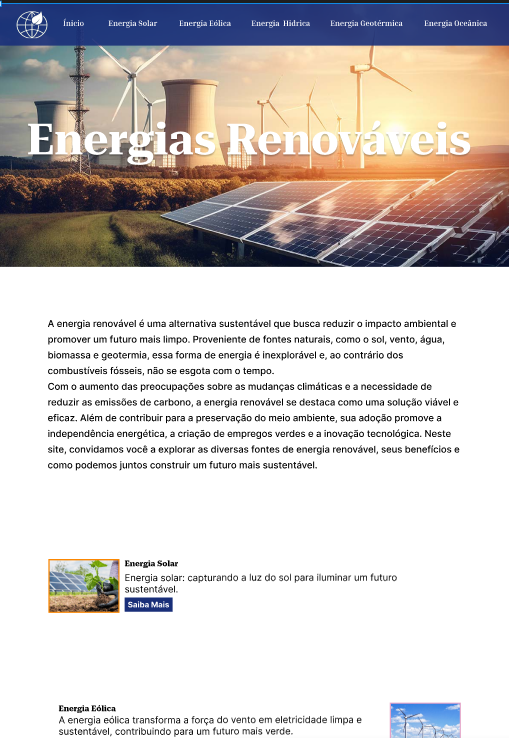 Ínicio
Energia Solar
Energia Eólica
Energia Hídrica
Energia Geotérmica
Energia Oceânica
Energias Renováveis
A energia renovável é uma alternativa sustentável que busca reduzir o impacto ambiental e
promover um futuro mais limpo. Proveniente de fontes naturais, como o sol, vento, água,
biomassa e geotermia, essa forma de energia é inexplorável e, ao contrário dos
combustíveis fósseis, não se esgota com o tempo.
Com o aumento das preocupações sobre as mudanças climáticas e a necessidade de
reduzir as emissões de carbono, a energia renovável se destaca como uma solução viável e
eficaz. Além de contribuir para a preservação do meio ambiente, sua adoção promove a
independência energética, a criação de empregos verdes e a inovação tecnológica. Neste
site, convidamos você a explorar as diversas fontes de energia renovável, seus benefícios e
como podemos juntos construir um futuro mais sustentável.
Energia Solar
Energia solar: capturando a luz do sol para iluminar um futuro
sustentável.
Saiba Mais
Energia Eólica
A energia eólica transforma a força do vento em eletricidade limpa e
sustentável, contribuindo para um futuro mais verde.